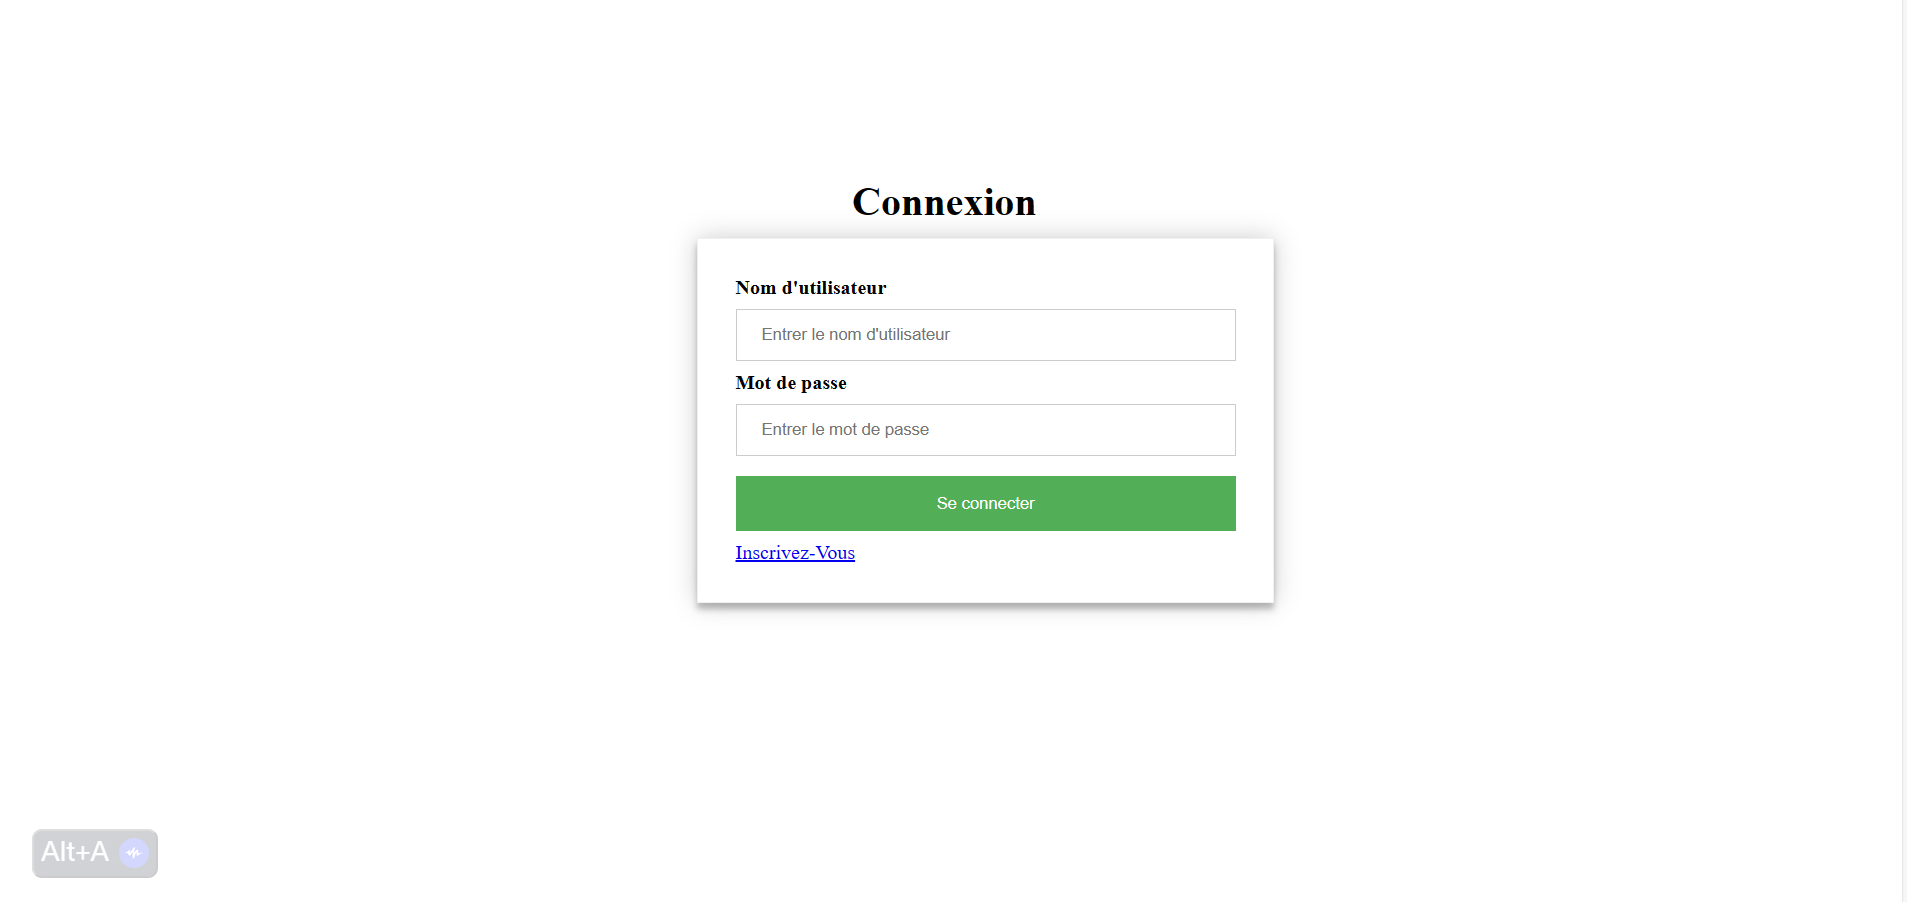 Connexion
Nom d'utilisateur
Entrer le nom d'utilisateur
Mot de passe
Entrer le mot de passe
Se connecter
Inscrivez-Vous
Alt+A